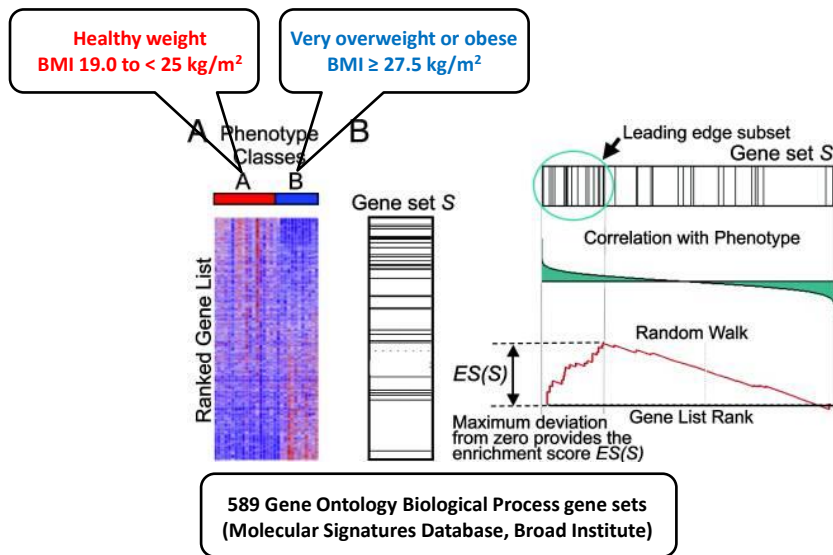 Healthy weight
BMI 19.0 to < 25 kg/m²
Very overweight or obese
BMI ≥ 27.5 kg/m²
A
Phenotype
Classes
A
B
B
Ranked Gene List
Gene set S
Leading edge subset
Gene set S
Correlation with Phenotype
Random Walk
ES(S)
Gene List Rank
Maximum deviation
from zero provides the
enrichment score ES(S)
589 Gene Ontology Biological Process gene sets
(Molecular Signatures Database, Broad Institute)